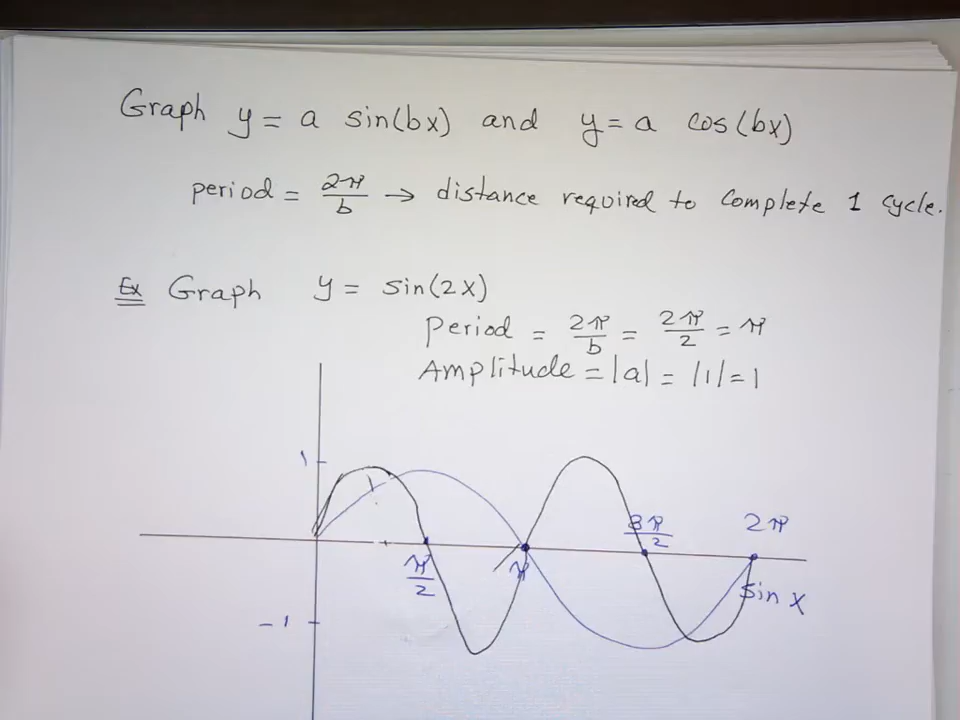 Graph y = a sin(bx) and y = a cos(bx)
period = 2π/b → distance required to complete 1 cycle.
Ex Graph y = sin(2x)
Period = 2π/b = 2π/2 = π
Amplitude = |a| = |1| = 1
1
3π/2 2π
π/2 π
sin x
-1